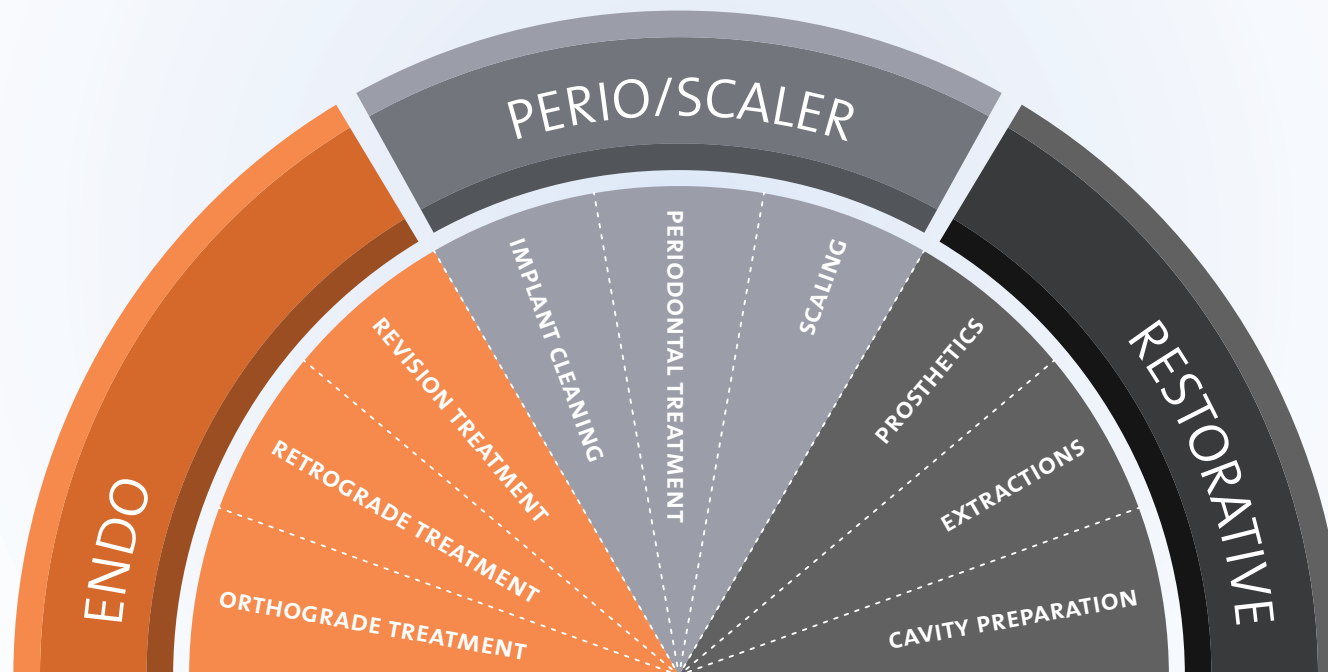 PERIO/SCALER
ENDO
RESTORATIVE
ORTHOGRADE TREATMENT
RETROGRADE TREATMENT
REVISION TREATMENT
IMPLANT CLEANING
PERIODONTAL TREATMENT
SCALING
PROSTHETICS
EXTRACTIONS
CAVITY PREPARATION